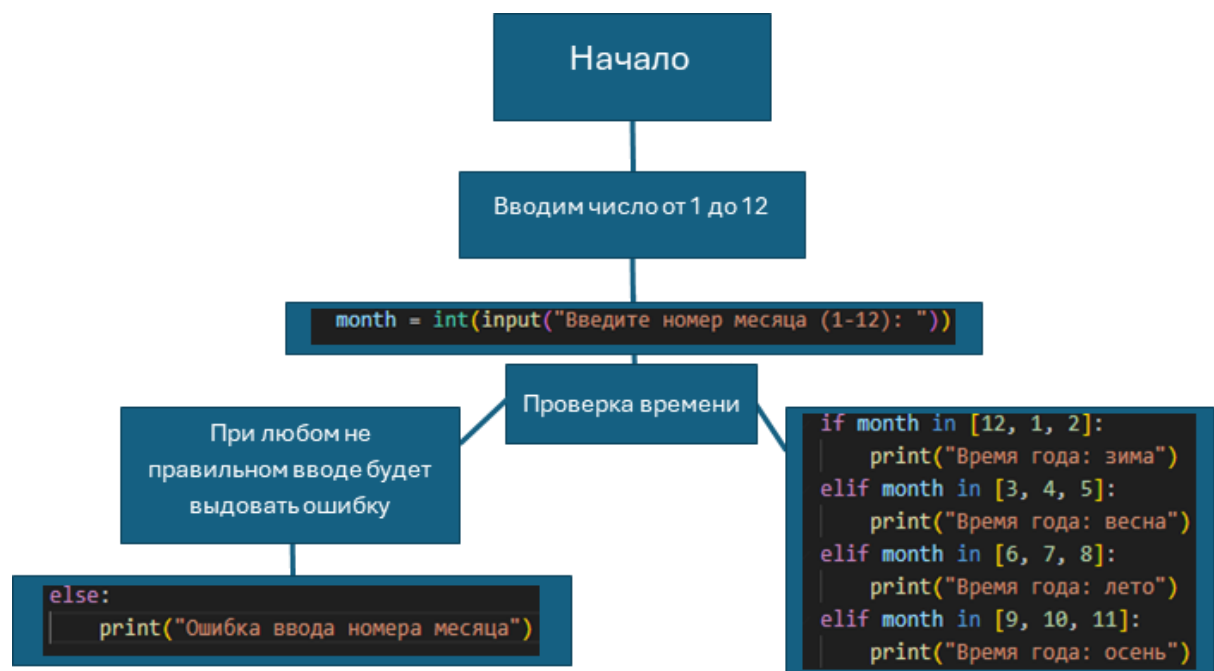 Начало
Вводим число от 1 до 12
month = int(input("Введите номер месяца (1-12): "))
Проверка времени
При любом не
правильном вводе будет
выдовать ошибку
else:
print("Ошибка ввода номера месяца")
if month in [12, 1, 2]:
print("Время года: зима")
elif month in [3, 4, 5]:
print("Время года: весна")
elif month in [6, 7, 8]:
print("Время года: лето")
elif month in [9, 10, 11]:
print("Время года: осень")